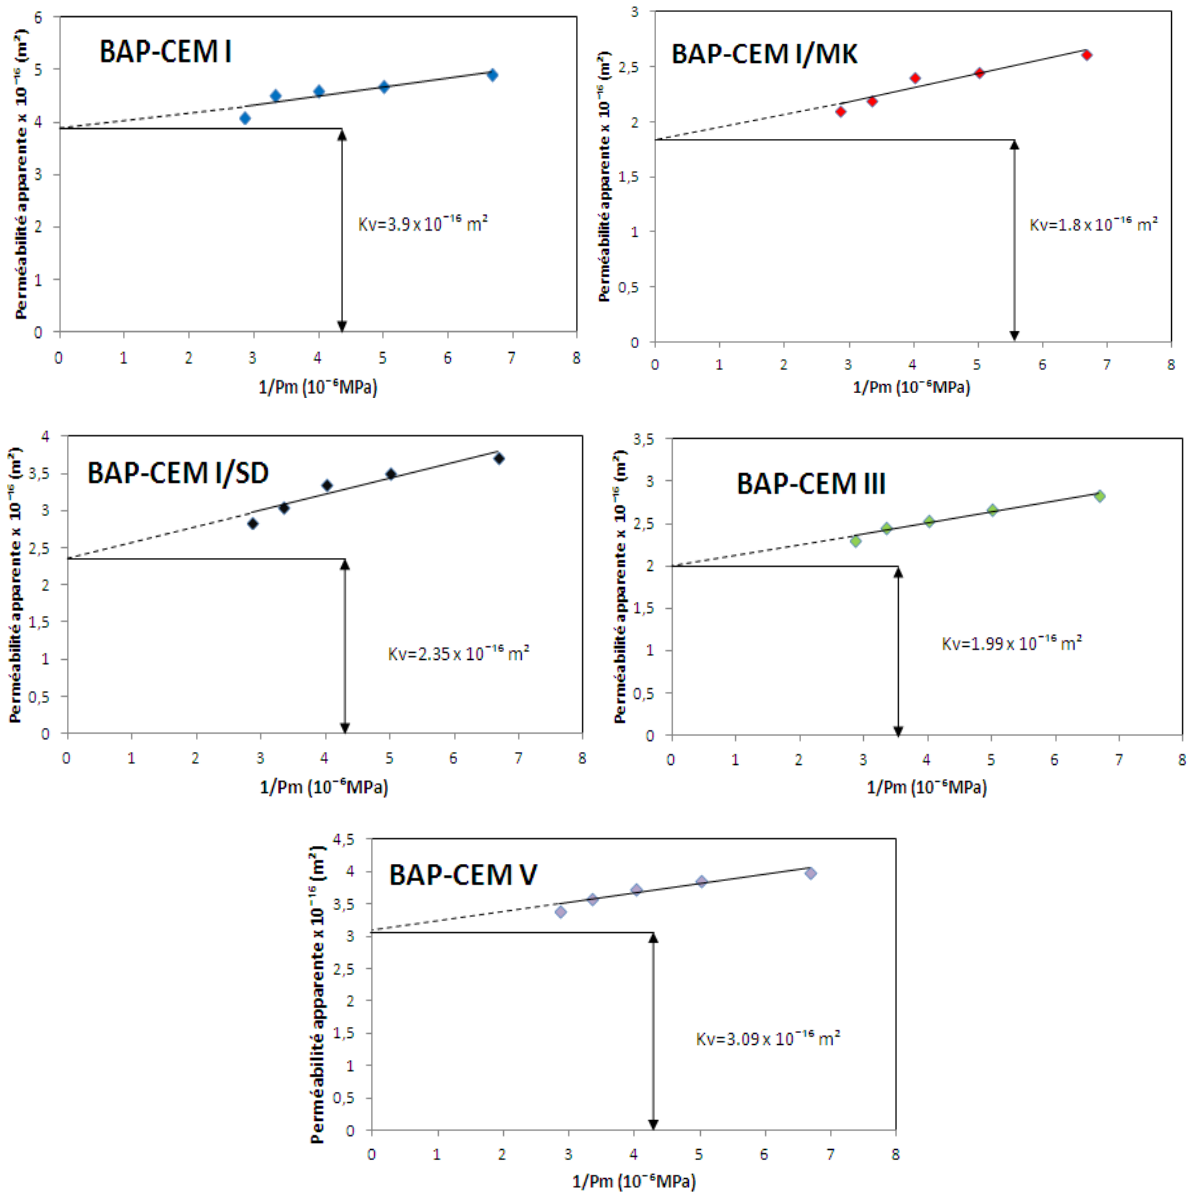 BAP-CEM I
Perméabilité apparente x 10⁻¹⁶ (m²)
6
5
4
3
2
1
0
Kv=3.9 x 10⁻¹⁶ m²
0 1 2 3 4 5 6 7 8
1/Pm (10⁻⁶MPa)
BAP-CEM I/MK
Perméabilité apparente x 10⁻¹⁶ (m²)
3
2,5
2
1,5
1
0,5
0
Kv=1.8 x 10⁻¹⁶ m²
0 1 2 3 4 5 6 7 8
1/Pm (10⁻⁶MPa)
BAP-CEM I/SD
Perméabilité apparente x 10⁻¹⁶ (m²)
4
3,5
3
2,5
2
1,5
1
0,5
0
Kv=2.35 x 10⁻¹⁶ m²
0 1 2 3 4 5 6 7 8
1/Pm (10⁻⁶MPa)
BAP-CEM III
Perméabilité apparente x 10⁻¹⁶ (m²)
3,5
3
2,5
2
1,5
1
0,5
0
Kv=1.99 x 10⁻¹⁶ m²
0 1 2 3 4 5 6 7 8
1/Pm (10⁻⁶MPa)
BAP-CEM V
Perméabilité apparente x 10⁻¹⁶ (m²)
4,5
4
3,5
3
2,5
2
1,5
1
0,5
0
Kv=3.09 x 10⁻¹⁶ m²
0 1 2 3 4 5 6 7 8
1/Pm (10⁻⁶MPa)